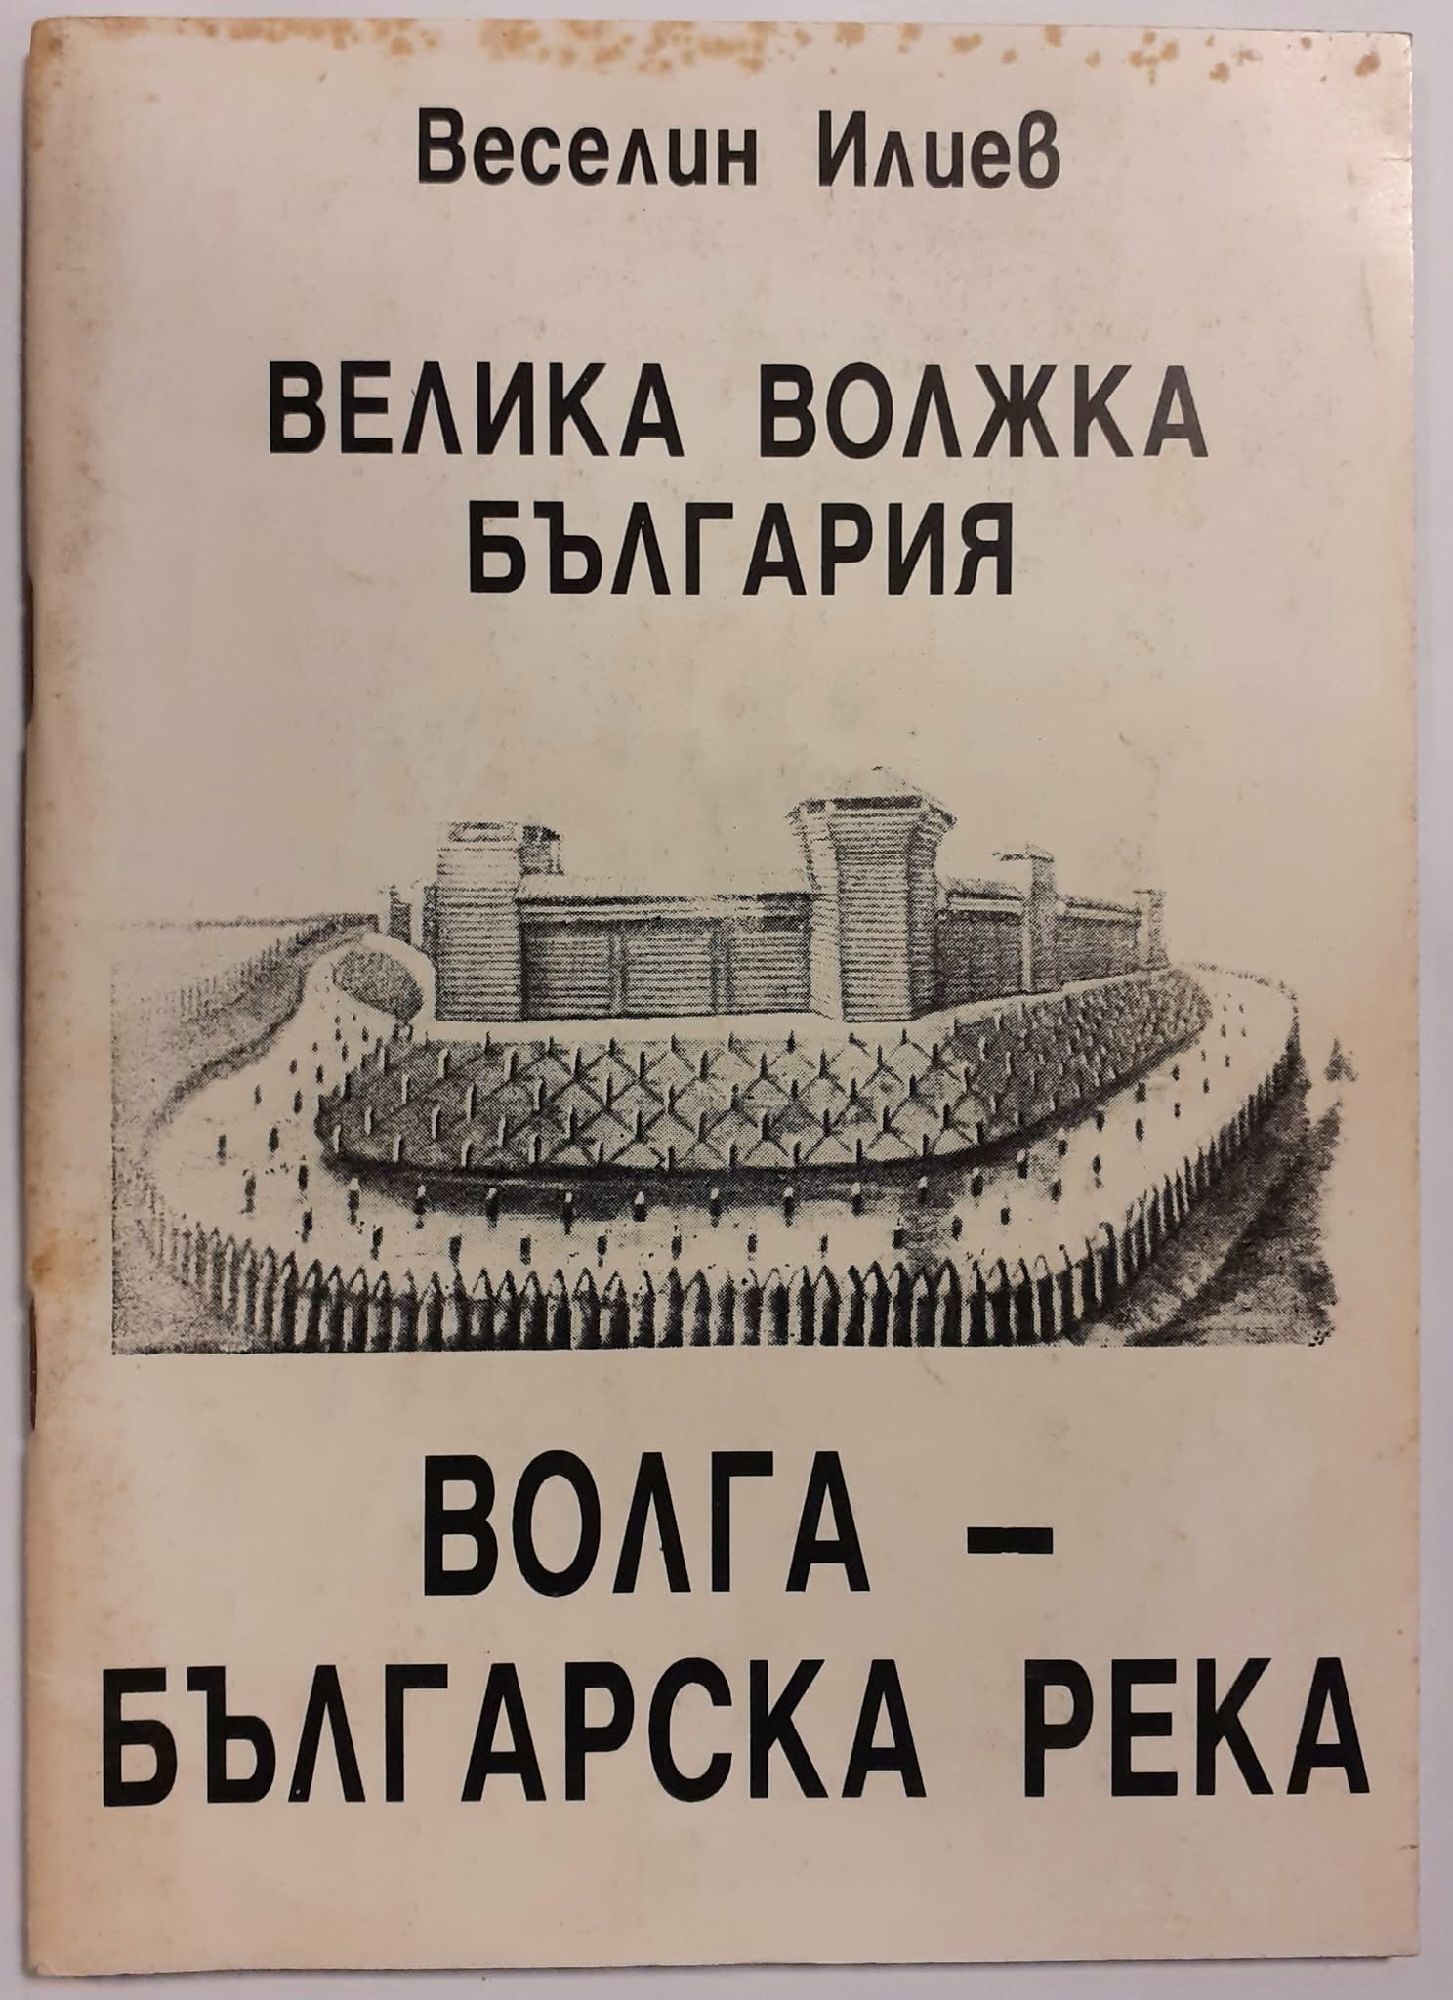 Веселин Илиев
ВЕЛИКА ВОЛЖКА
БЪЛГАРИЯ
ВОЛГА –
БЪЛГАРСКА РЕКА